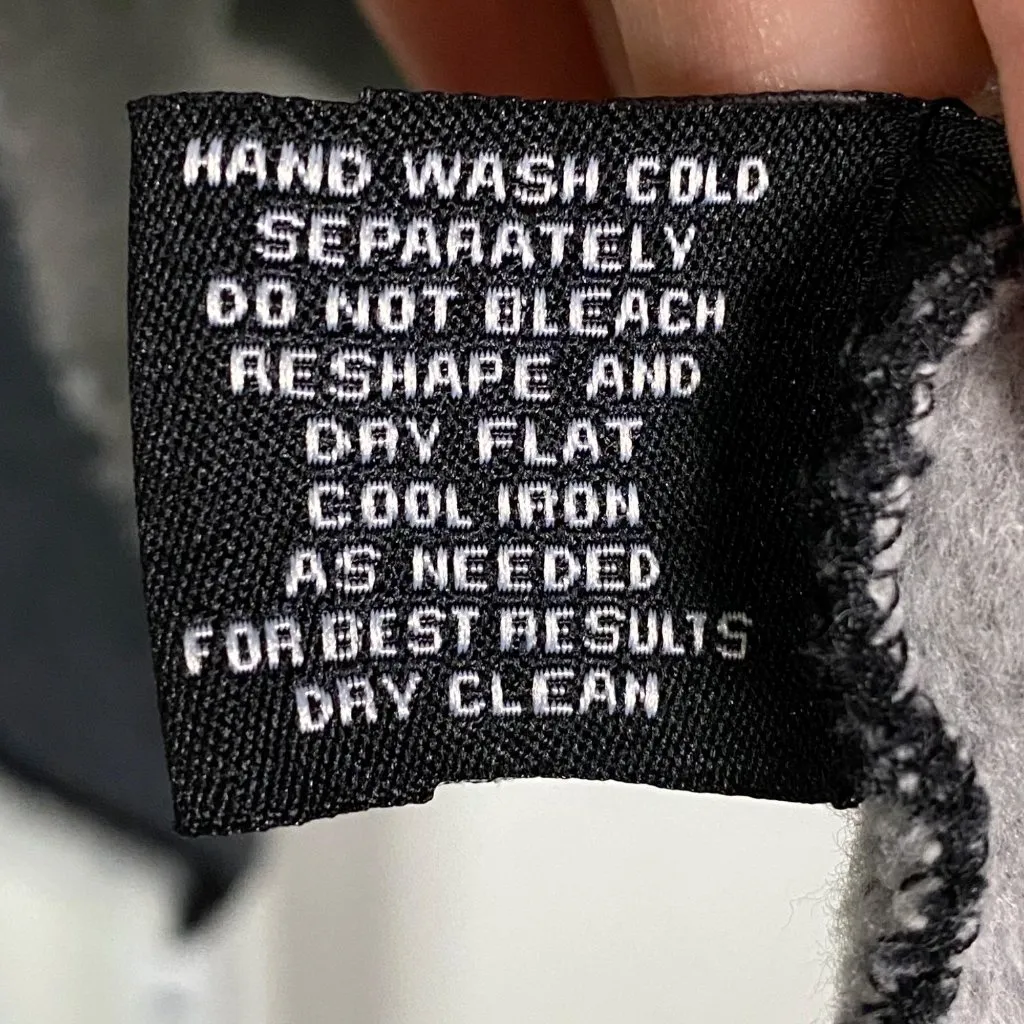 HAND WASH COLD
SEPARATELY
DO NOT BLEACH
RESHAPE AND
DRY FLAT
COOL IRON
AS NEEDED
FOR BEST RESULTS
DRY CLEAN